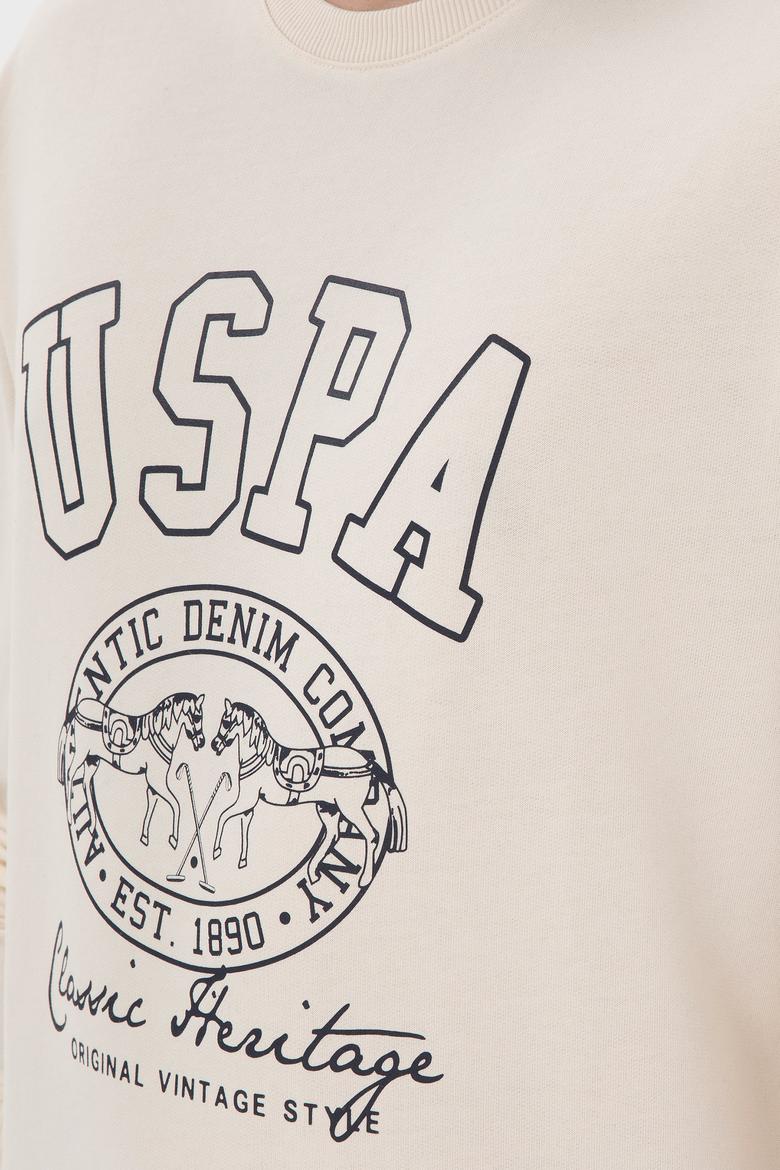 USPA
DENIM
EST. 1890
Classic Heritage
ORIGINAL VINTAGE STYLE